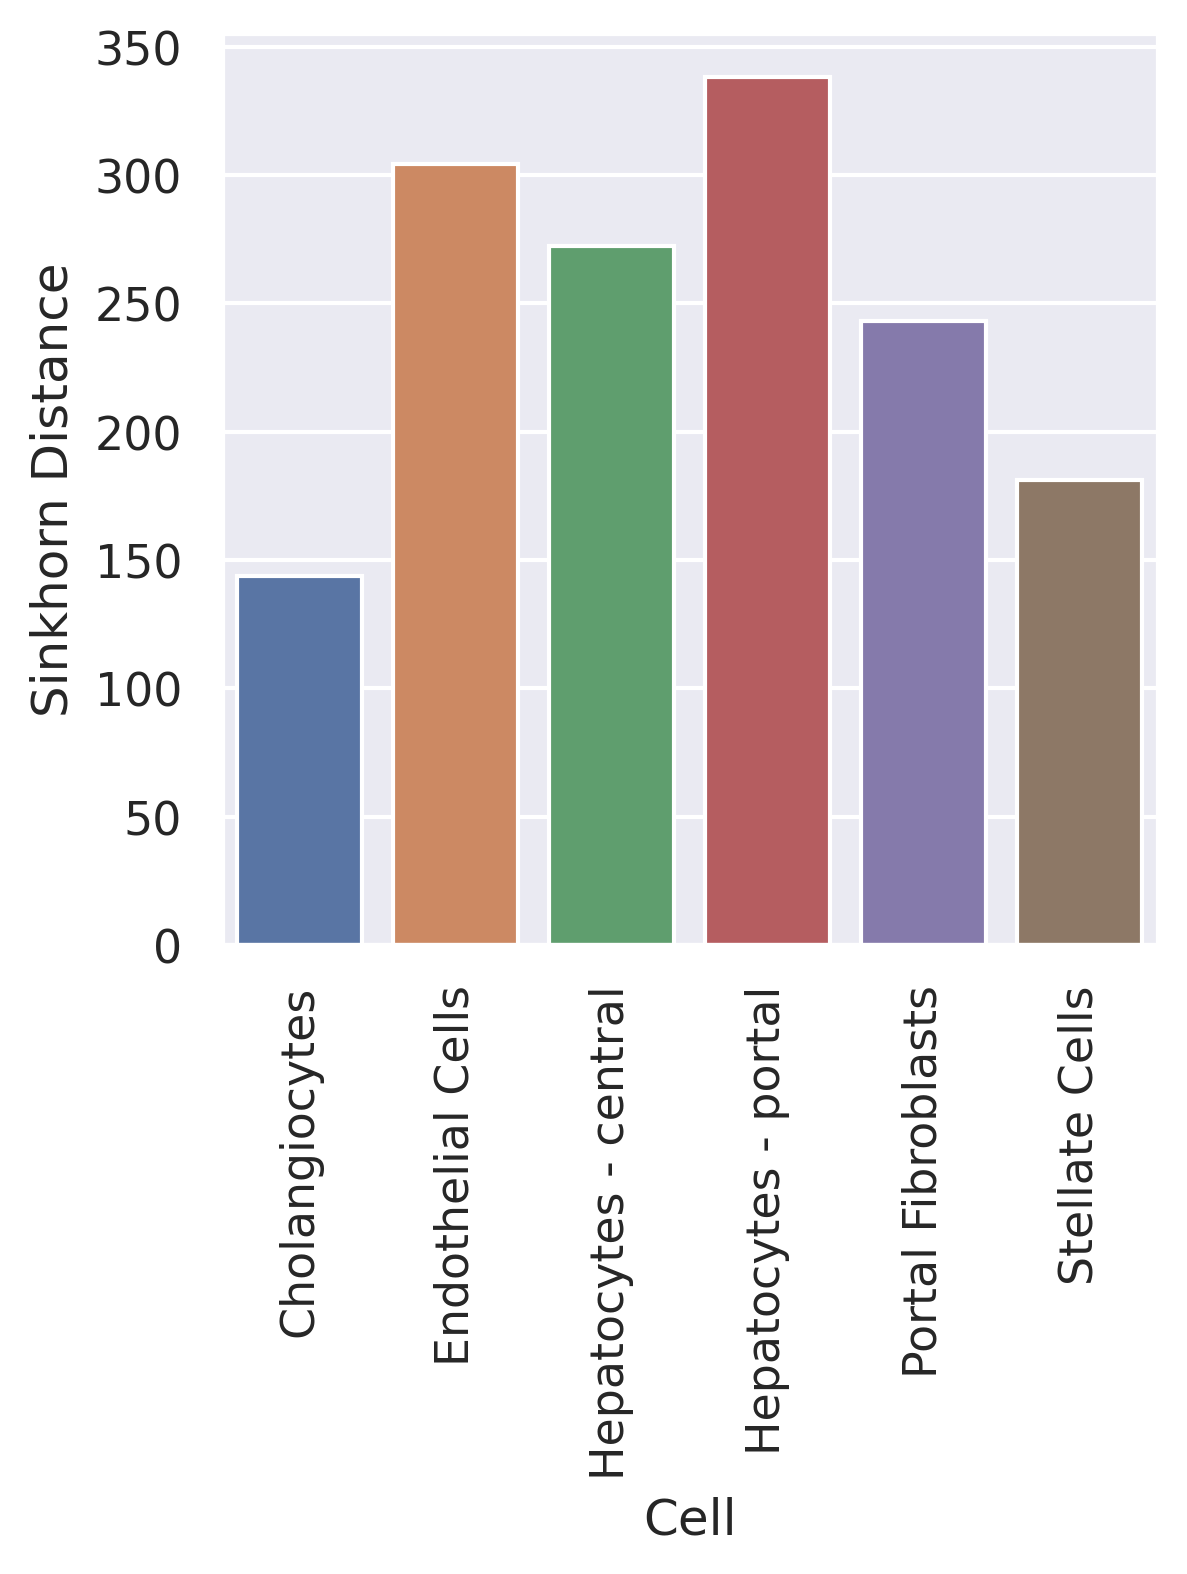 350
300
250
200
150
100
50
0
Sinkhorn Distance
Cholangiocytes
Endothelial Cells
Hepatocytes - central
Hepatocytes - portal
Portal Fibroblasts
Stellate Cells
Cell